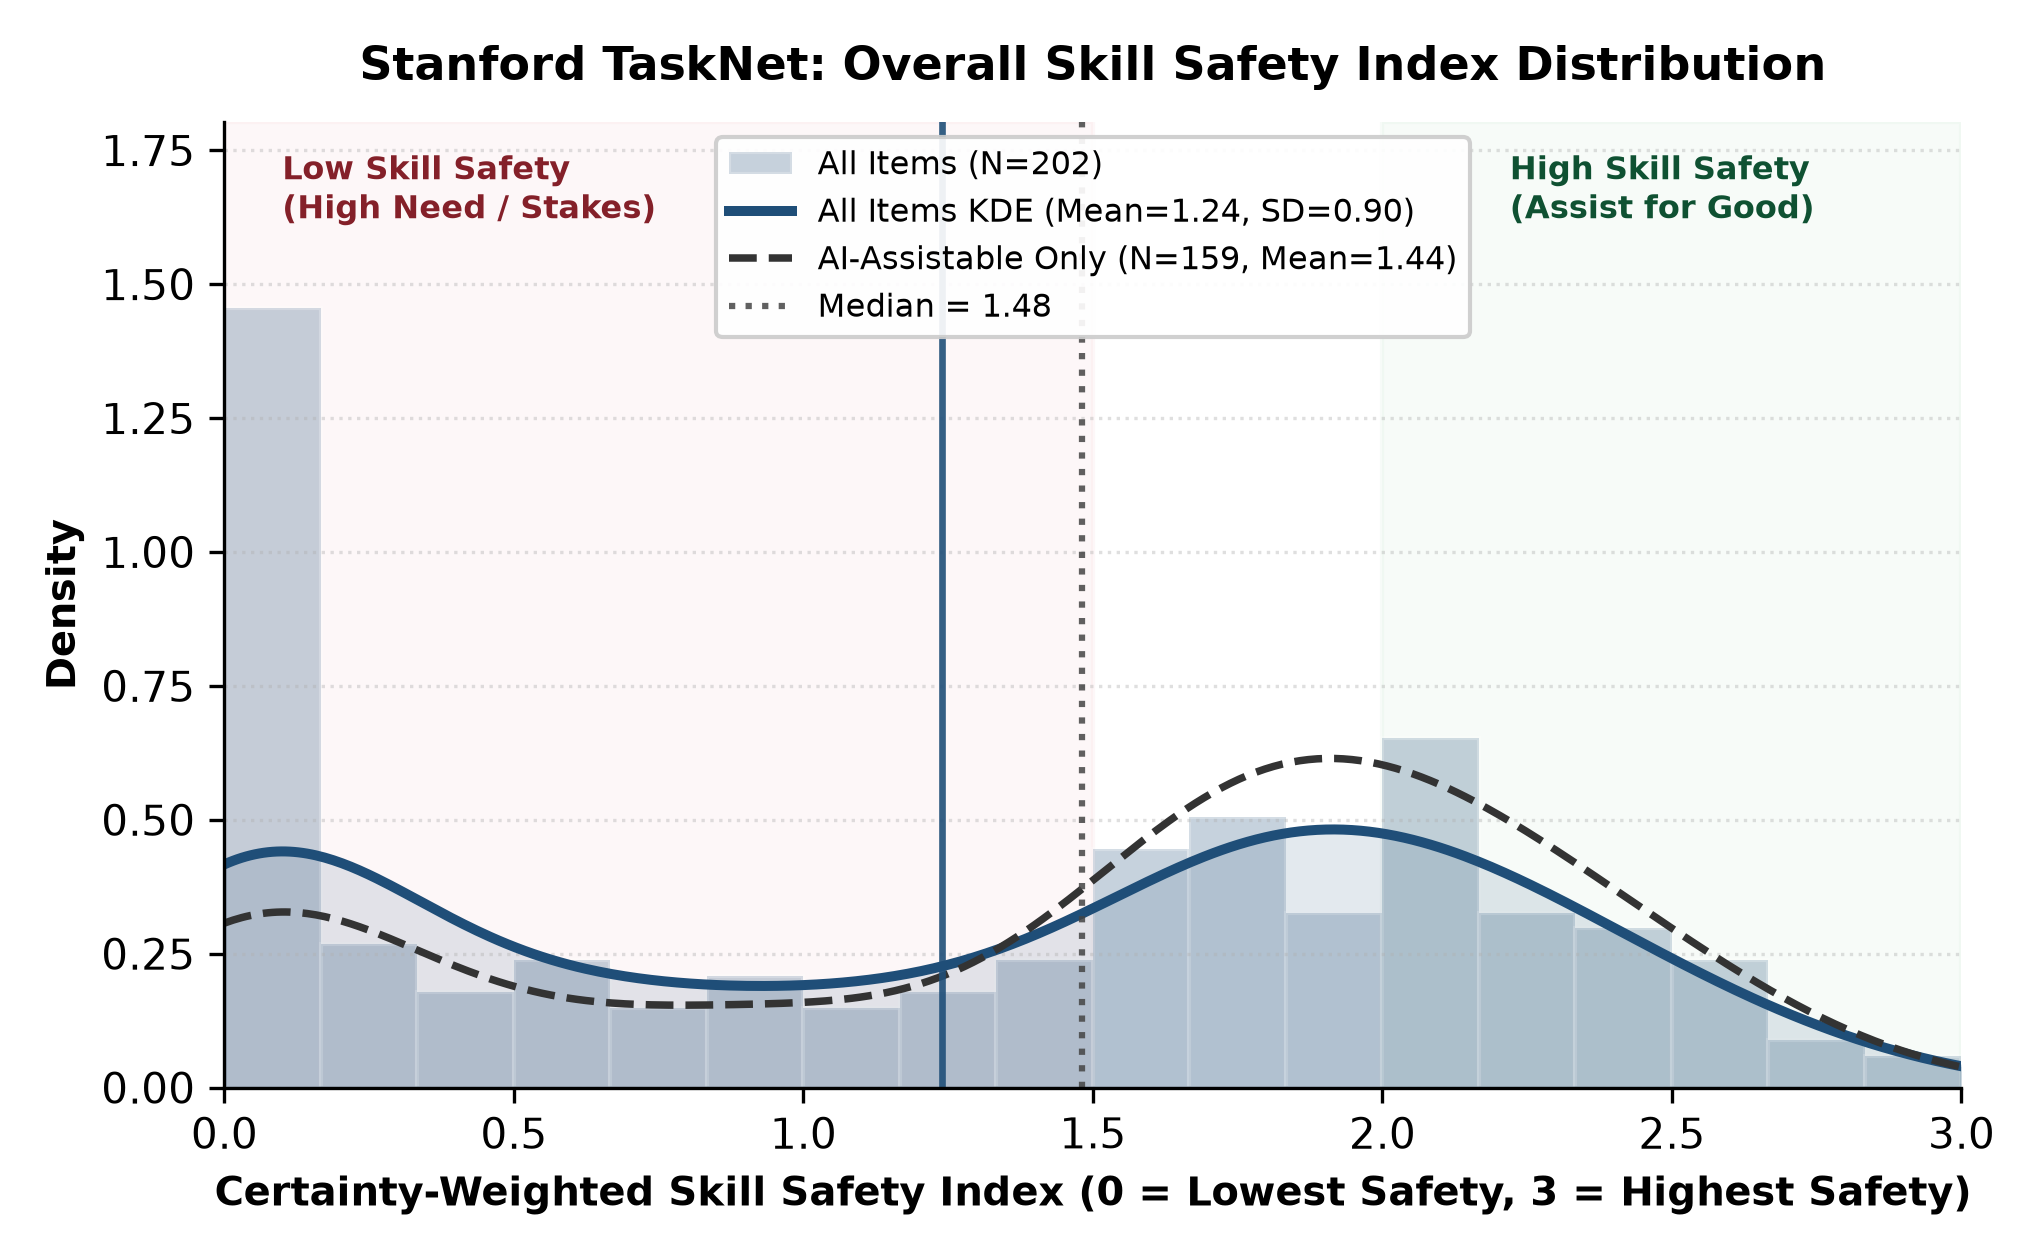 Stanford TaskNet: Overall Skill Safety Index Distribution
Low Skill Safety
(High Need / Stakes)
All Items (N=202)
All Items KDE (Mean=1.24, SD=0.90)
AI-Assistable Only (N=159, Mean=1.44)
Median = 1.48
High Skill Safety
(Assist for Good)
Density
1.75
1.50
1.25
1.00
0.75
0.50
0.25
0.00
0.0 0.5 1.0 1.5 2.0 2.5 3.0
Certainty-Weighted Skill Safety Index (0 = Lowest Safety, 3 = Highest Safety)